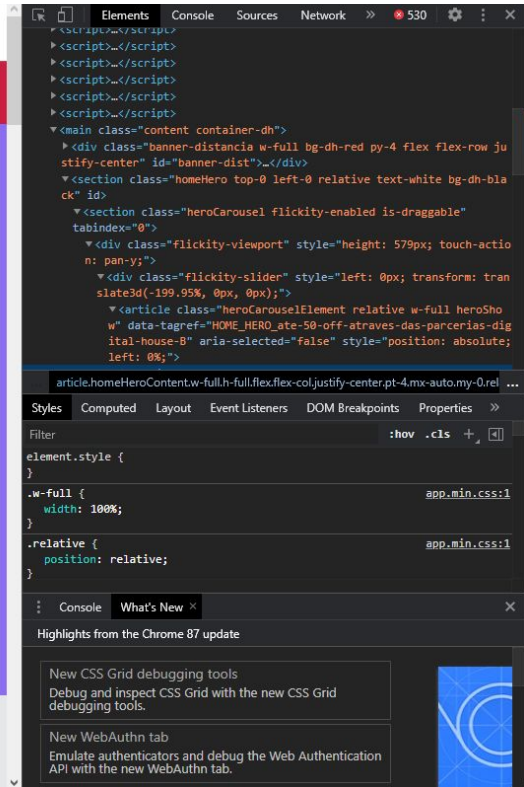 Elements Console Sources Network » 530
<script>…</script>
<script>…</script>
<script>…</script>
<script>…</script>
<script>…</script>
<script>…</script>
<main class="content container-dh">
<div class="banner-distancia w-full bg-dh-red py-4 flex flex-row ju
stify-center" id="banner-dist">…</div>
<section class="homeHero top-0 left-0 relative text-white bg-dh-bla
ck" id>
<section class="heroCarousel flickity-enabled is-draggable"
tabindex="0">
<div class="flickity-viewport" style="height: 579px; touch-actio
n: pan-y;">
<div class="flickity-slider" style="left: 0px; transform: tran
slate3d(-199.95%, 0px, 0px);">
<article class="heroCarouselElement relative w-full heroSho
w" data-tagref="HOME_HERO_ate-50-off-atraves-das-parcerias-dig
ital-house-B" aria-selected="false" style="position: absolute;
left: 0%;">
article.homeHeroContent.w-full.h-full.flex.flex-col.justify-center.pt-4.mx-auto.my-0.rel ...
Styles Computed Layout Event Listeners DOM Breakpoints Properties »
Filter :hov .cls +
element.style {
}
.w-full { app.min.css:1
width: 100%;
}
.relative { app.min.css:1
position: relative;
}
Console What's New ×
Highlights from the Chrome 87 update
New CSS Grid debugging tools
Debug and inspect CSS Grid with the new CSS Grid
debugging tools.
New WebAuthn tab
Emulate authenticators and debug the Web Authentication
API with the new WebAuthn tab.